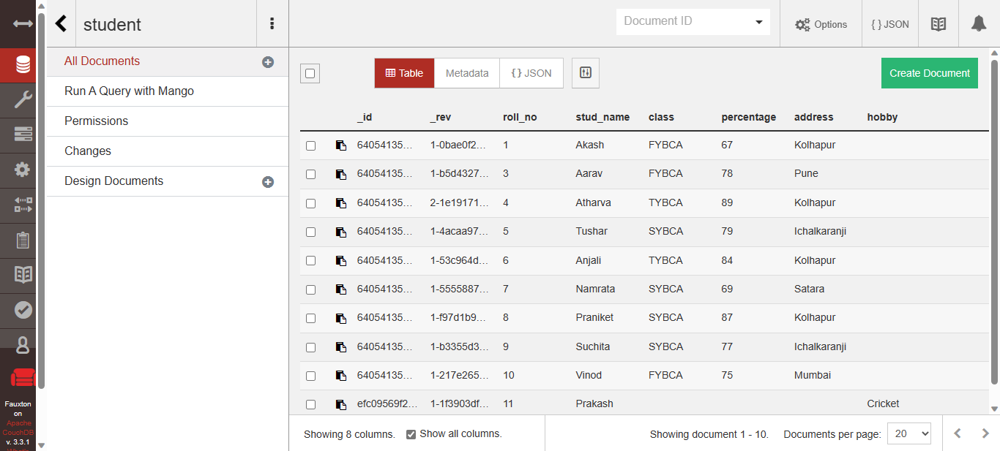 student
Document ID
Options
{ } JSON
All Documents
Run A Query with Mango
Permissions
Changes
Design Documents
Table
Metadata
{ } JSON
Create Document
_id _rev roll_no stud_name class percentage address hobby
64054135... 1-0bae0f2... 1 Akash FYBCA 67 Kolhapur
64054135... 1-b5d4327... 3 Aarav FYBCA 78 Pune
64054135... 2-1e19171... 4 Atharva TYBCA 89 Kolhapur
64054135... 1-4acaa97... 5 Tushar SYBCA 79 Ichalkaranji
64054135... 1-53c964d... 6 Anjali TYBCA 84 Kolhapur
64054135... 1-5555887... 7 Namrata SYBCA 69 Satara
64054135... 1-f97d1b9... 8 Praniket SYBCA 87 Kolhapur
64054135... 1-b3355d3... 9 Suchita SYBCA 77 Ichalkaranji
64054135... 1-217e265... 10 Vinod FYBCA 75 Mumbai
efc09569f2... 1-1f3903df... 11 Prakash Cricket
Fauxton
on
Apache
CouchDB
v. 3.3.1
Showing 8 columns.
Show all columns.
Showing document 1 - 10.
Documents per page: 20